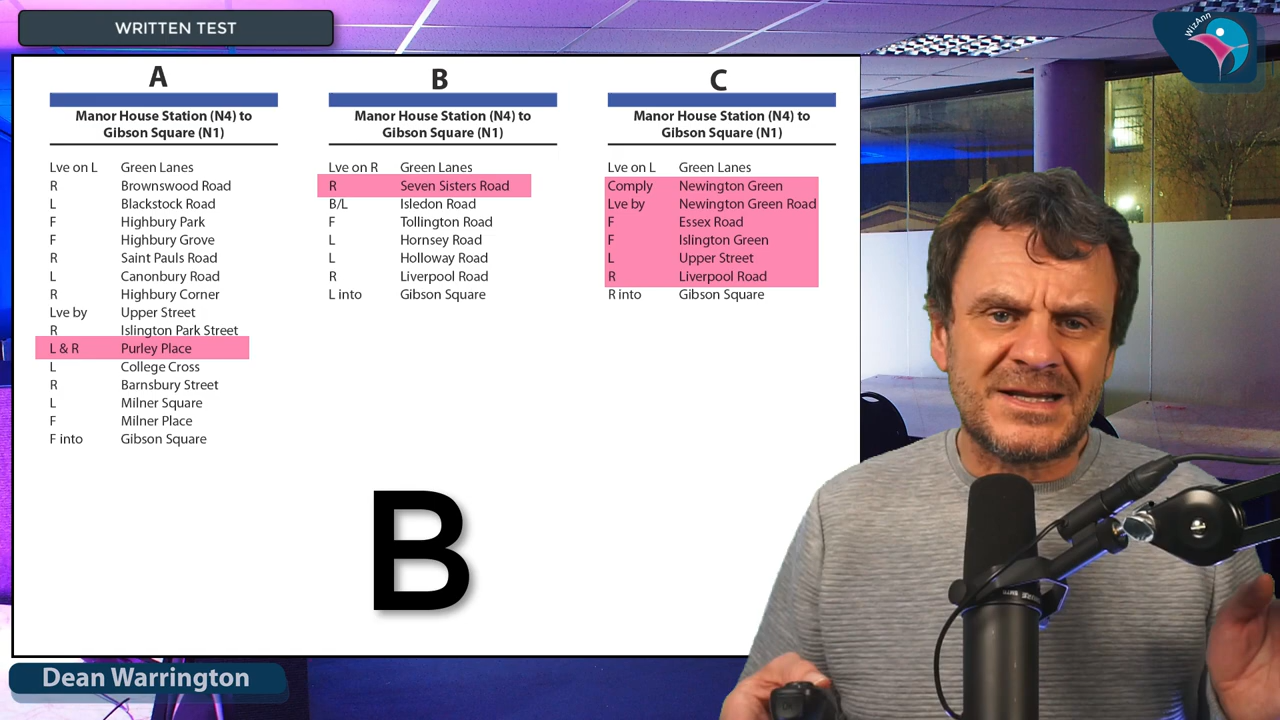 WRITTEN TEST
WizAnn
A
Manor House Station (N4) to
Gibson Square (N1)
Lve on L Green Lanes
R Brownswood Road
L Blackstock Road
F Highbury Park
F Highbury Grove
R Saint Pauls Road
L Canonbury Road
R Highbury Corner
Lve by Upper Street
R Islington Park Street
L & R Purley Place
L College Cross
R Barnsbury Street
L Milner Square
F Milner Place
F into Gibson Square
B
Manor House Station (N4) to
Gibson Square (N1)
Lve on R Green Lanes
R Seven Sisters Road
B/L Isledon Road
F Tollington Road
L Hornsey Road
L Holloway Road
R Liverpool Road
L into Gibson Square
C
Manor House Station (N4) to
Gibson Square (N1)
Lve on L Green Lanes
Comply Newington Green
Lve by Newington Green Road
F Essex Road
F Islington Green
L Upper Street
R Liverpool Road
R into Gibson Square
B
Dean Warrington